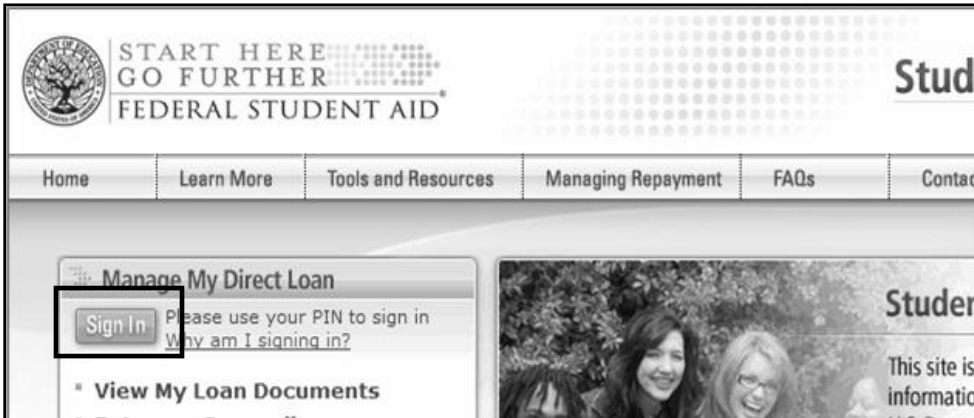 START HERE
GO FURTHER
FEDERAL STUDENT AID
Stud
Home Learn More Tools and Resources Managing Repayment FAQs Contac
Manage My Direct Loan
Sign In Please use your PIN to sign in
Why am I signing in?
View My Loan Documents
Studen
This site is
informatio